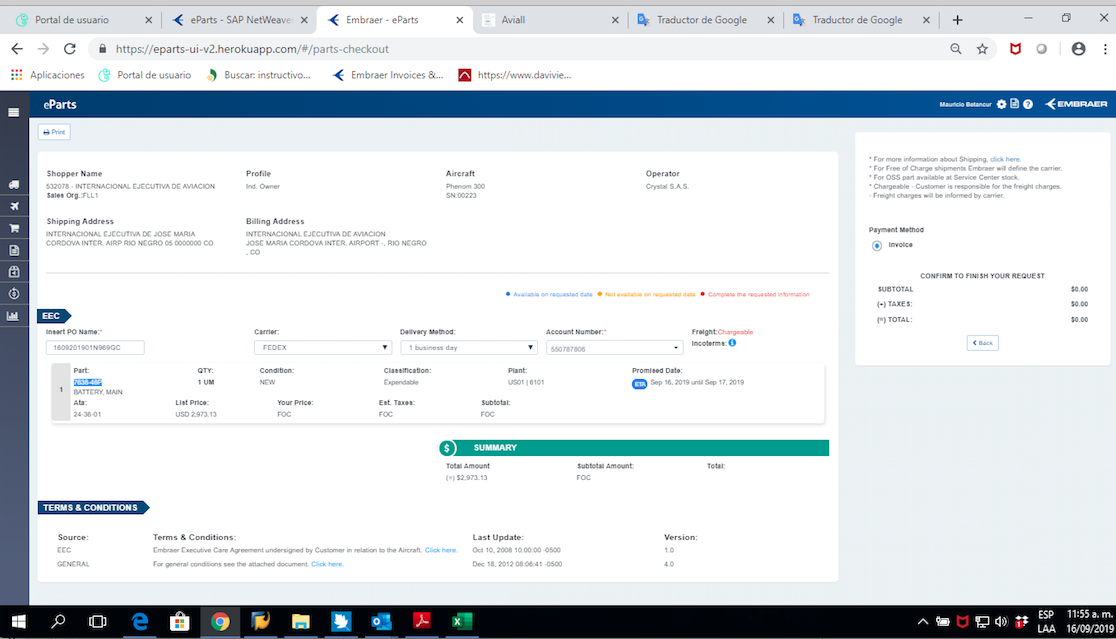 Portal de usuario
eParts - SAP NetWeave
Embraer - eParts
Aviall
Traductor de Google
Traductor de Google
https://eparts-ui-v2.herokuapp.com/#/parts-checkout
Aplicaciones
Portal de usuario
Buscar: instructivo...
Embraer Invoices &...
https://www.davivie...
eParts
Mauricio Betancur
EMBRAER
Print
Shopper Name
Profile
Aircraft
Operator
532078 - INTERNACIONAL EJECUTIVA DE AVIACION
Ind. Owner
Phenom 300
Crystal S.A.S.
Sales Org.:FLL1
SN:00223
Shipping Address
Billing Address
INTERNACIONAL EJECUTIVA DE JOSE MARIA
INTERNACIONAL EJECUTIVA DE AVIACION
CORDOVA INTER. AIRP RIO NEGRO 05 0000000 CO
JOSE MARIA CORDOVA INTER. AIRPORT -, RIO NEGRO
, CO
Available on requested date
Not available on requested date
Complete the requested information
EEC
Insert PO Name:*
Carrier:
Delivery Method:
Account Number:*
Freight:Chargeable
1609201901N969GC
FEDEX
1 business day
550787806
Incoterms:
Part:
QTY:
Condition:
Classification:
Plant:
Promised Date:
1
7638-48P
1 UM
NEW
Expendable
US01 | 6101
ETA
Sep 16, 2019 until Sep 17, 2019
BATTERY, MAIN
Ata:
List Price:
Your Price:
Est. Taxes:
Subtotal:
24-36-01
USD 2,973.13
FOC
FOC
FOC
$
SUMMARY
Total Amount
Subtotal Amount:
Total:
(=) $2,973.13
FOC
TERMS & CONDITIONS
Source:
Terms & Conditions:
Last Update:
Version:
EEC
Embraer Executive Care Agreement undersigned by Customer in relation to the Aircraft. Click here.
Oct 10, 2008 10:00:00 -0500
1.0
GENERAL
For general conditions see the attached document. Click here.
Dec 18, 2012 08:06:41 -0500
4.0
* For more information about Shipping, click here.
* For Free of Charge shipments Embraer will define the carrier.
* For OSS part available at Service Center stock.
* Chargeable - Customer is responsible for the freight charges.
- Freight charges will be informed by carrier.
Payment Method
Invoice
CONFIRM TO FINISH YOUR REQUEST
SUBTOTAL
$0.00
(+) TAXES:
$0.00
(=) TOTAL:
$0.00
Back
ESP
LAA
11:55 a. m.
16/09/2019